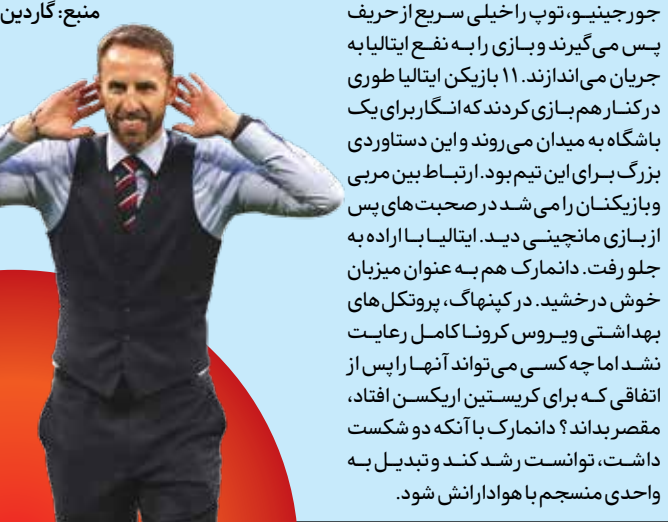 جورجینیو، توپ را خیلی سریع از حریف
پس می‌گیرند و بازی را به نفع ایتالیا به
جریان می‌اندازند. ۱۱ بازیکن ایتالیا طوری
در کنار هم بازی کردند که انگار برای یک
باشگاه به میدان می‌روند و این دستاوردی
بزرگ برای این تیم بود. ارتباط بین مربی
و بازیکنان را می‌شد در صحبت‌های پس
از بازی مانچینی دید. ایتالیا با اراده به
جلو رفت. دانمارک هم به عنوان میزبان
خوش درخشید. در کپنهاگ، پروتکل‌های
بهداشتی ویروس کرونا کامل رعایت
نشد اما چه کسی می‌تواند آنها را پس از
اتفاقی که برای کریستین اریکسن افتاد،
مقصر بداند؟ دانمارک با آنکه دو شکست
داشت، توانست رشد کند و تبدیل به
واحدی منسجم با هوادارانش شود.
منبع: گاردین